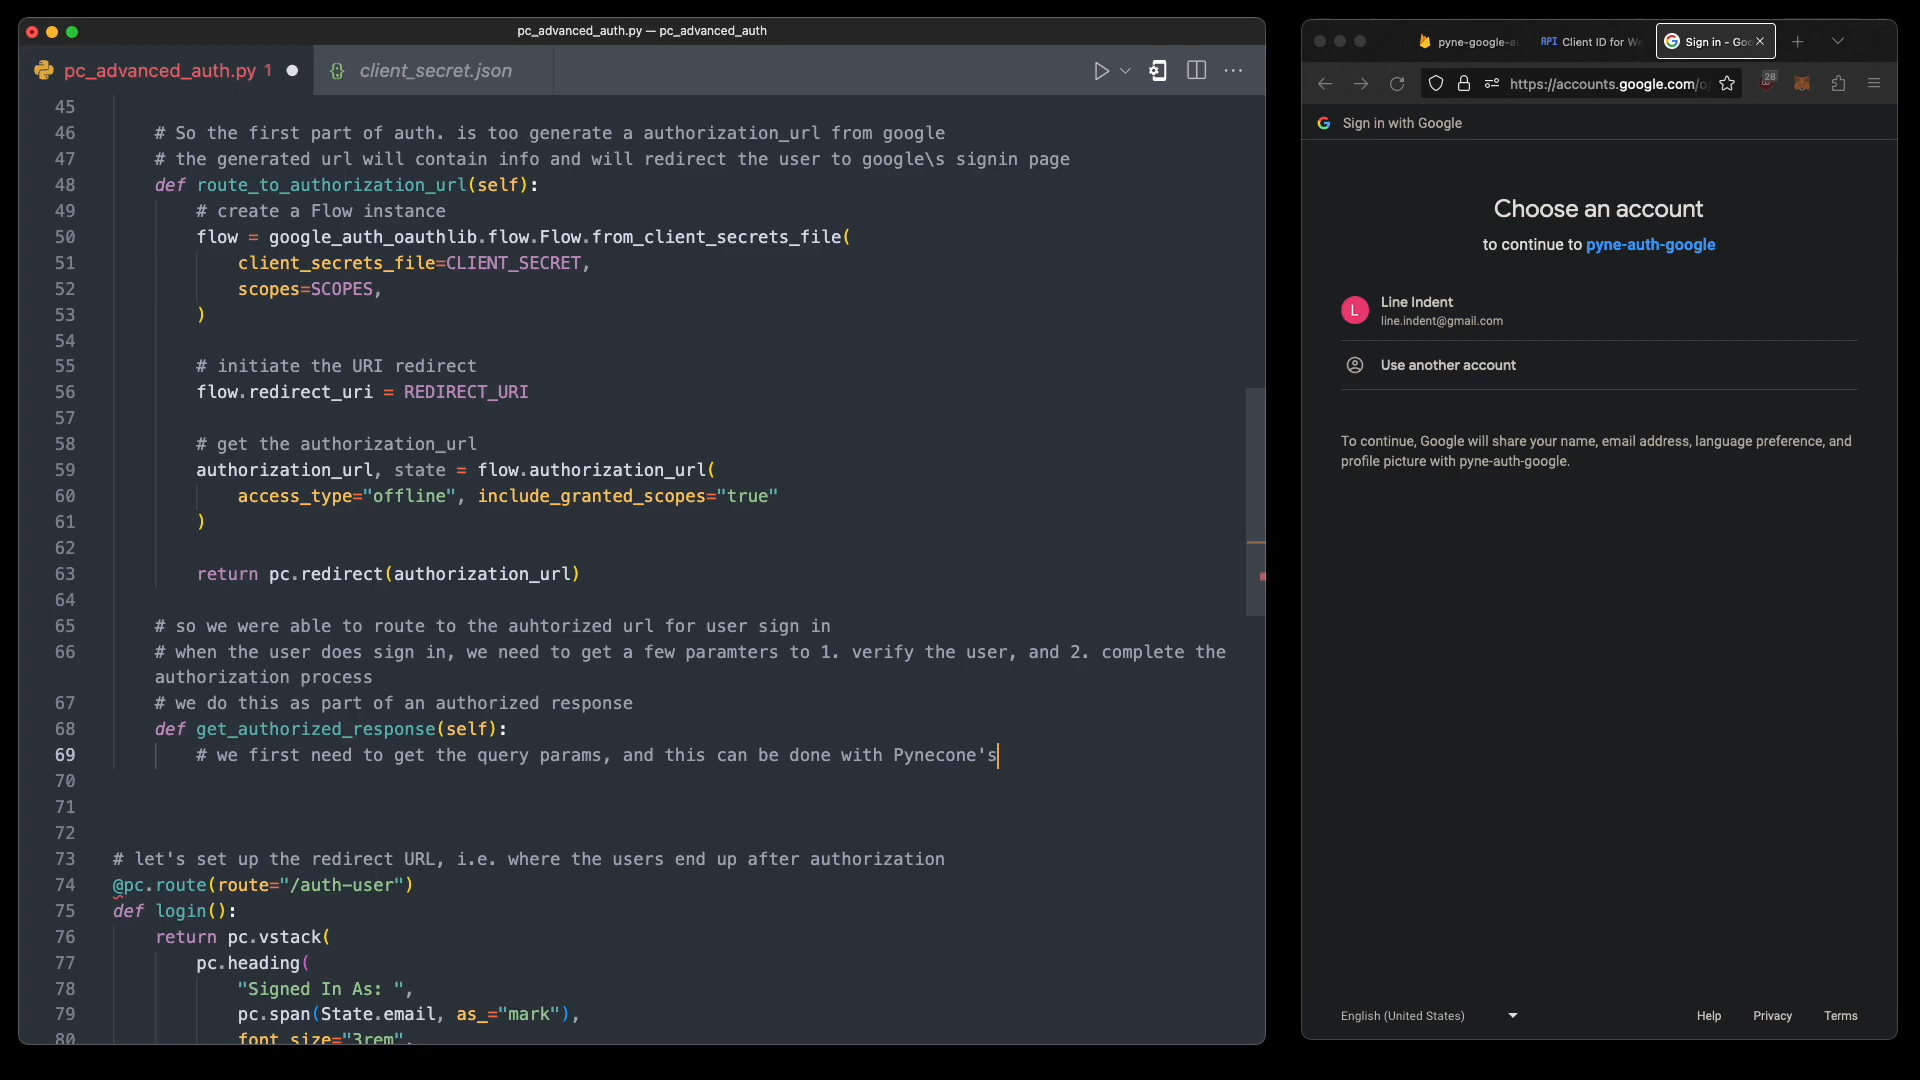 pc_advanced_auth.py — pc_advanced_auth
pc_advanced_auth.py 1
client_secret.json
45
46 # So the first part of auth. is too generate a authorization_url from google
47 # the generated url will contain info and will redirect the user to google\s signin page
48 def route_to_authorization_url(self):
49 # create a Flow instance
50 flow = google_auth_oauthlib.flow.Flow.from_client_secrets_file(
51 client_secrets_file=CLIENT_SECRET,
52 scopes=SCOPES,
53 )
54
55 # initiate the URI redirect
56 flow.redirect_uri = REDIRECT_URI
57
58 # get the authorization_url
59 authorization_url, state = flow.authorization_url(
60 access_type="offline", include_granted_scopes="true"
61 )
62
63 return pc.redirect(authorization_url)
64
65 # so we were able to route to the auhtorized url for user sign in
66 # when the user does sign in, we need to get a few paramters to 1. verify the user, and 2. complete the
authorization process
67 # we do this as part of an authorized response
68 def get_authorized_response(self):
69 # we first need to get the query params, and this can be done with Pynecone's
70
71
72
73 # let's set up the redirect URL, i.e. where the users end up after authorization
74 @pc.route(route="/auth-user")
75 def login():
76 return pc.vstack(
77 pc.heading(
78 "Signed In As: ",
79 pc.span(State.email, as_="mark"),
80 font_size="3rem",
pyne-google-a
API Client ID for We
Sign in - Goo
https://accounts.google.com/o
28
Sign in with Google
Choose an account
to continue to pyne-auth-google
L
Line Indent
line.indent@gmail.com
Use another account
To continue, Google will share your name, email address, language preference, and
profile picture with pyne-auth-google.
English (United States)
Help
Privacy
Terms